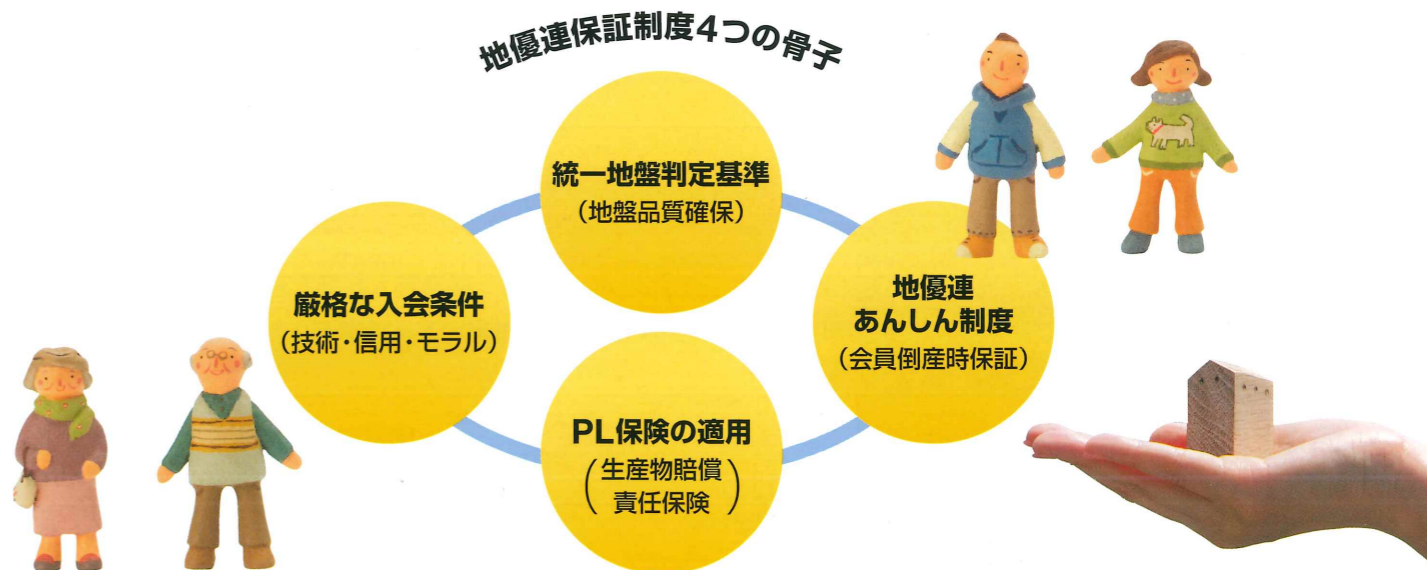 地優連保証制度4つの骨子
統一地盤判定基準
（地盤品質確保）
厳格な入会条件
（技術・信用・モラル）
地優連
あんしん制度
（会員倒産時保証）
PL保険の適用
（生産物賠償
責任保険）